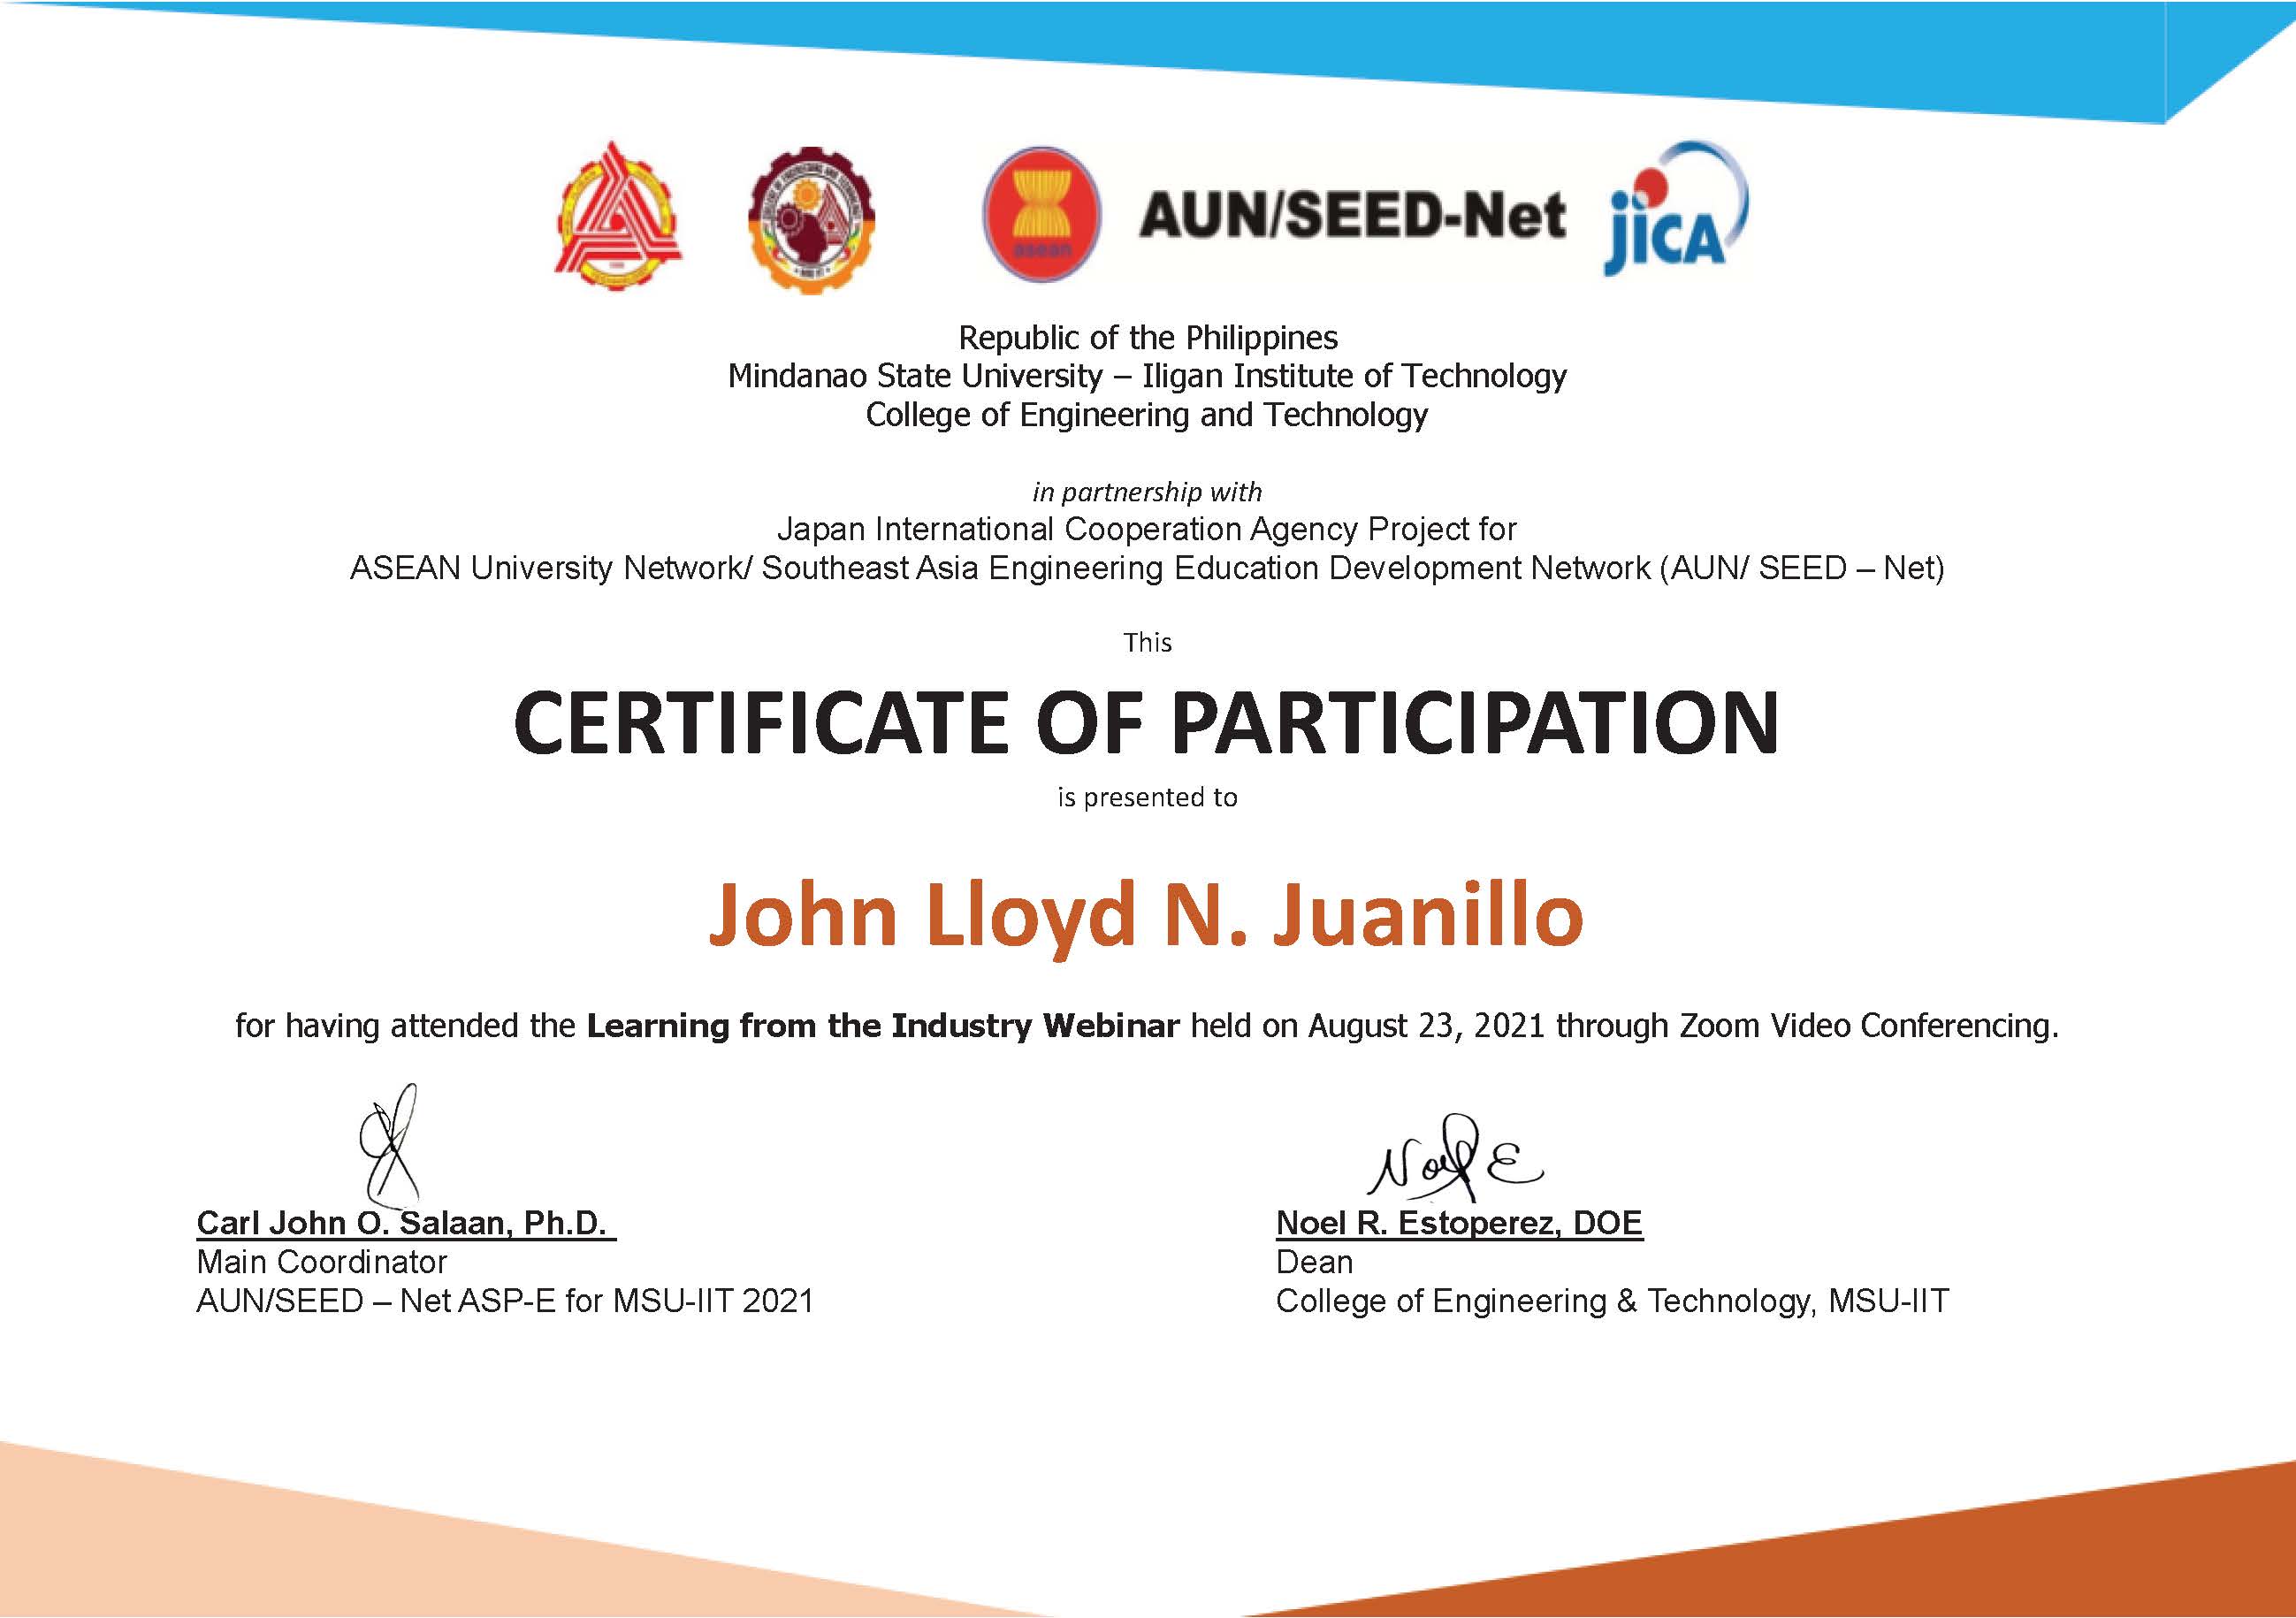 asean
AUN/SEED-Net
jica
Republic of the Philippines
Mindanao State University – Iligan Institute of Technology
College of Engineering and Technology
in partnership with
Japan International Cooperation Agency Project for
ASEAN University Network/ Southeast Asia Engineering Education Development Network (AUN/ SEED – Net)
This
CERTIFICATE OF PARTICIPATION
is presented to
John Lloyd N. Juanillo
for having attended the Learning from the Industry Webinar held on August 23, 2021 through Zoom Video Conferencing.
Carl John O. Salaan, Ph.D.
Main Coordinator
AUN/SEED – Net ASP-E for MSU-IIT 2021
Noel E
Noel R. Estoperez, DOE
Dean
College of Engineering & Technology, MSU-IIT